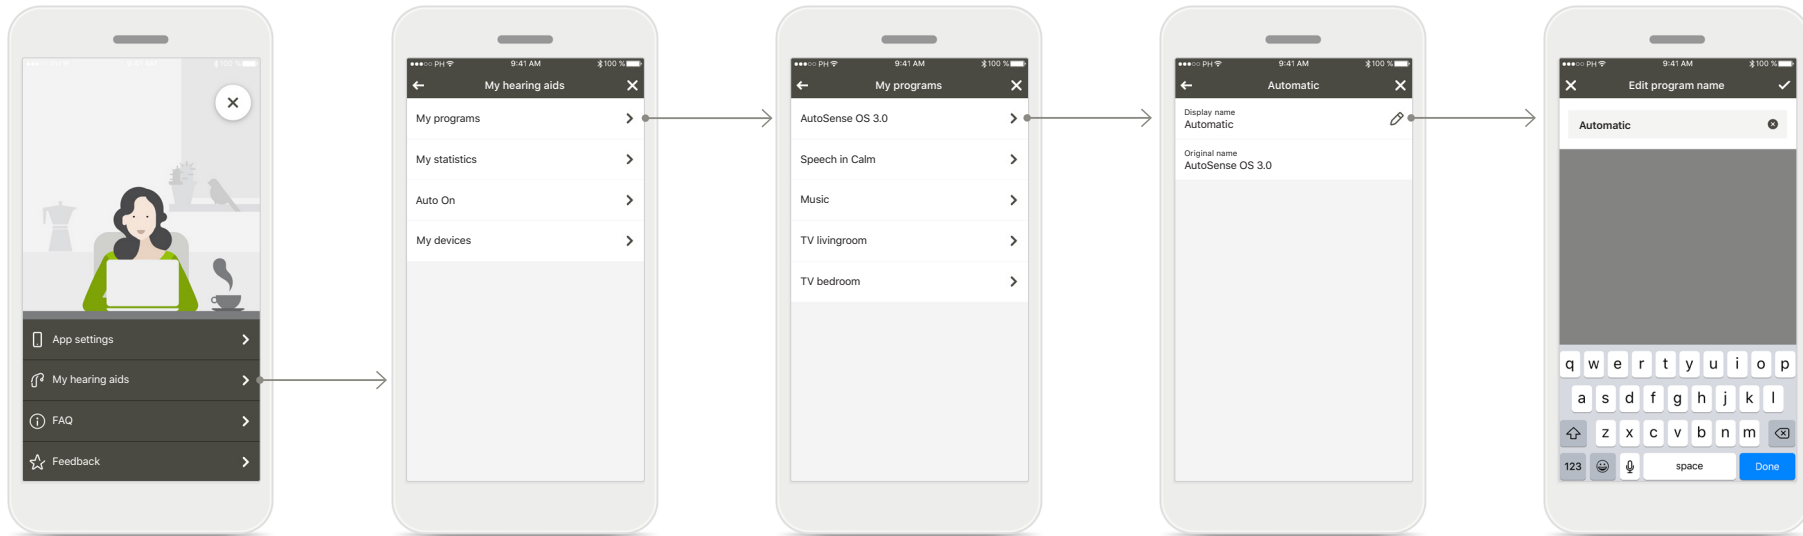 App settings
My hearing aids
FAQ
Feedback
PH 9:41 AM 100 %
My hearing aids
My programs
My statistics
Auto On
My devices
PH 9:41 AM 100 %
My programs
AutoSense OS 3.0
Speech in Calm
Music
TV livingroom
TV bedroom
PH 9:41 AM 100 %
Automatic
Display name
Automatic
Original name
AutoSense OS 3.0
PH 9:41 AM 100 %
Edit program name
Automatic
q w e r t y u i o p
a s d f g h j k l
z x c v b n m
123 space Done